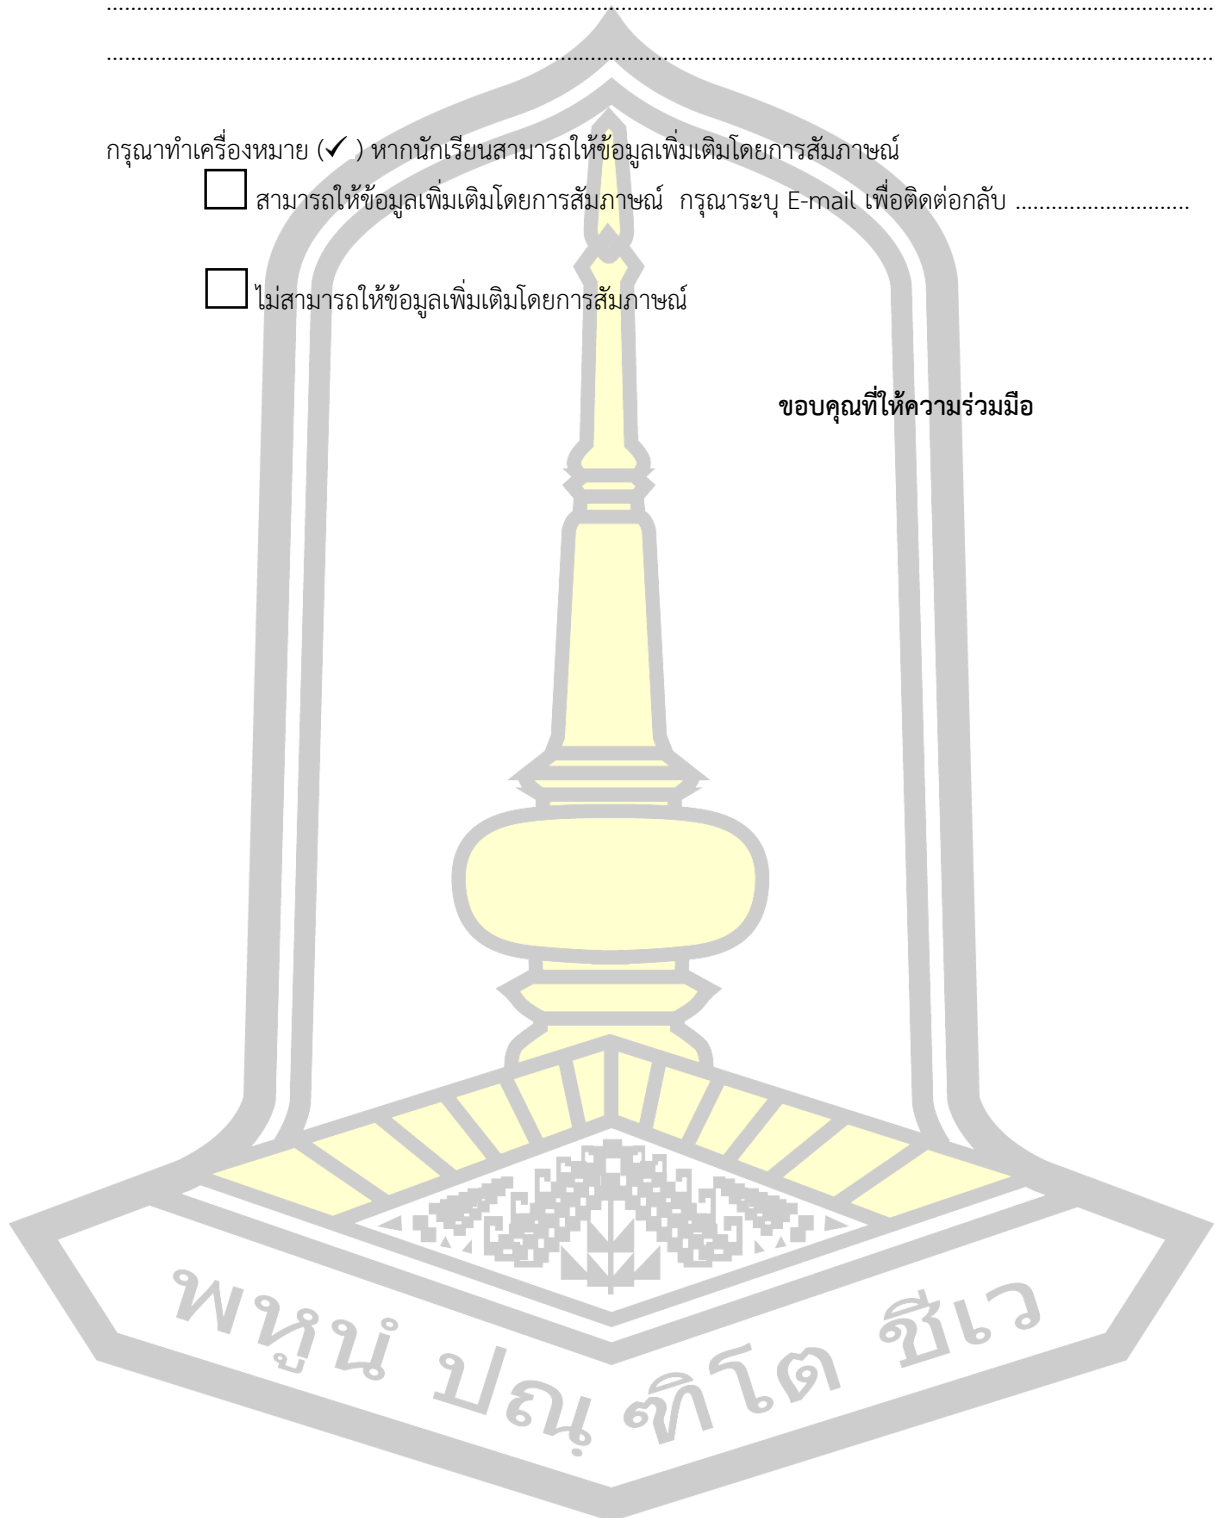 ........................................................................................................................................................................................
........................................................................................................................................................................................
กรุณาทำเครื่องหมาย (✓ ) หากนักเรียนสามารถให้ข้อมูลเพิ่มเติมโดยการสัมภาษณ์
สามารถให้ข้อมูลเพิ่มเติมโดยการสัมภาษณ์ กรุณาระบุ E-mail เพื่อติดต่อกลับ .............................
ไม่สามารถให้ข้อมูลเพิ่มเติมโดยการสัมภาษณ์
ขอบคุณที่ให้ความร่วมมือ
พหูนํ ปณฺฑิโต ชีเว